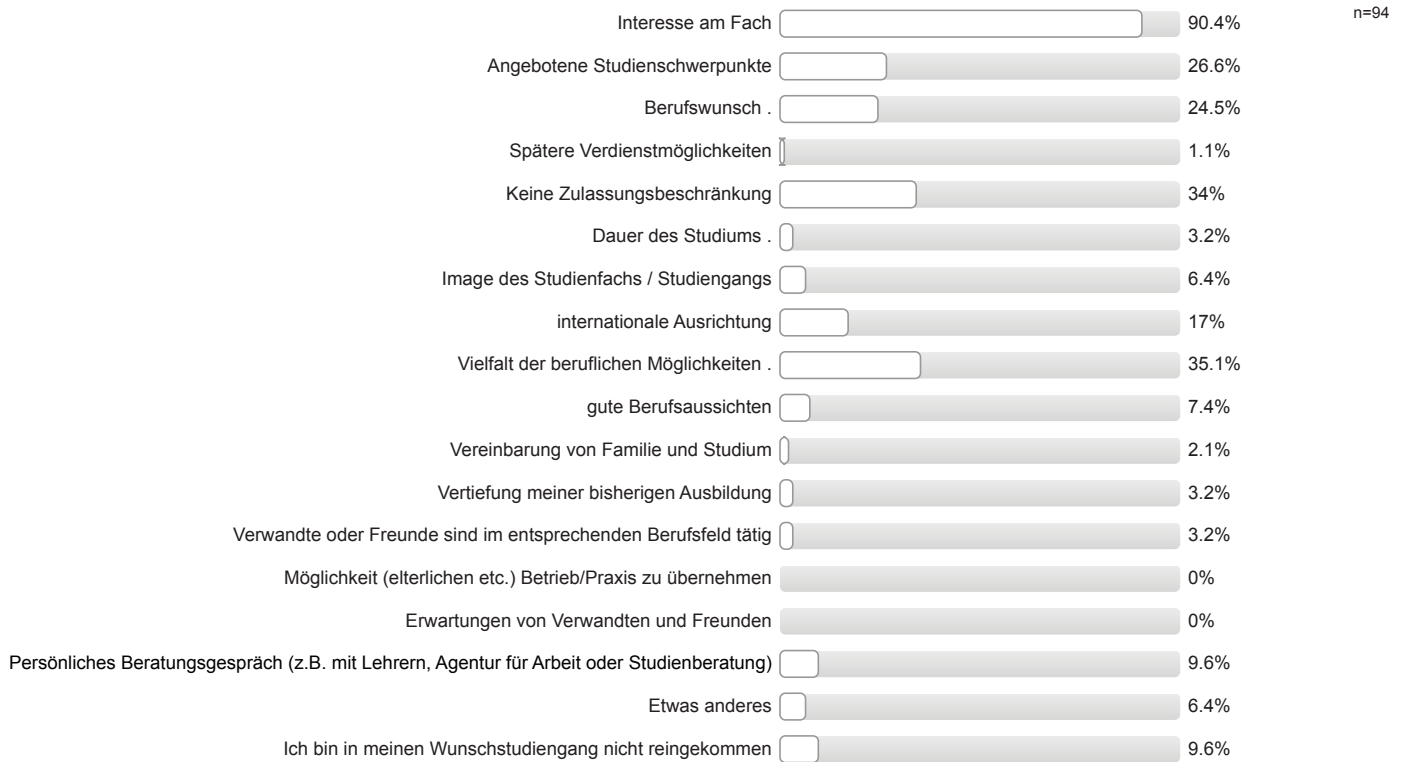 Interesse am Fach 90.4% n=94
Angebotene Studienschwerpunkte 26.6%
Berufswunsch . 24.5%
Spätere Verdienstmöglichkeiten 1.1%
Keine Zulassungsbeschränkung 34%
Dauer des Studiums . 3.2%
Image des Studienfachs / Studiengangs 6.4%
internationale Ausrichtung 17%
Vielfalt der beruflichen Möglichkeiten . 35.1%
gute Berufsaussichten 7.4%
Vereinbarung von Familie und Studium 2.1%
Vertiefung meiner bisherigen Ausbildung 3.2%
Verwandte oder Freunde sind im entsprechenden Berufsfeld tätig 3.2%
Möglichkeit (elterlichen etc.) Betrieb/Praxis zu übernehmen 0%
Erwartungen von Verwandten und Freunden 0%
Persönliches Beratungsgespräch (z.B. mit Lehrern, Agentur für Arbeit oder Studienberatung) 9.6%
Etwas anderes 6.4%
Ich bin in meinen Wunschstudiengang nicht reingekommen 9.6%